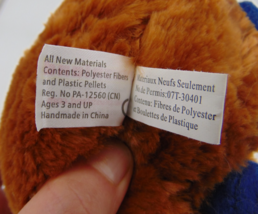 All New Materials
Contents: Polyester Fibers
and Plastic Pellets
Reg. No PA-12560 (CN)
Ages 3 and UP
Handmade in China
Matériaux Neufs Seulement
No de Permis:07T-30401
Contenu: Fibres de Polyester
et Boulettes de Plastique